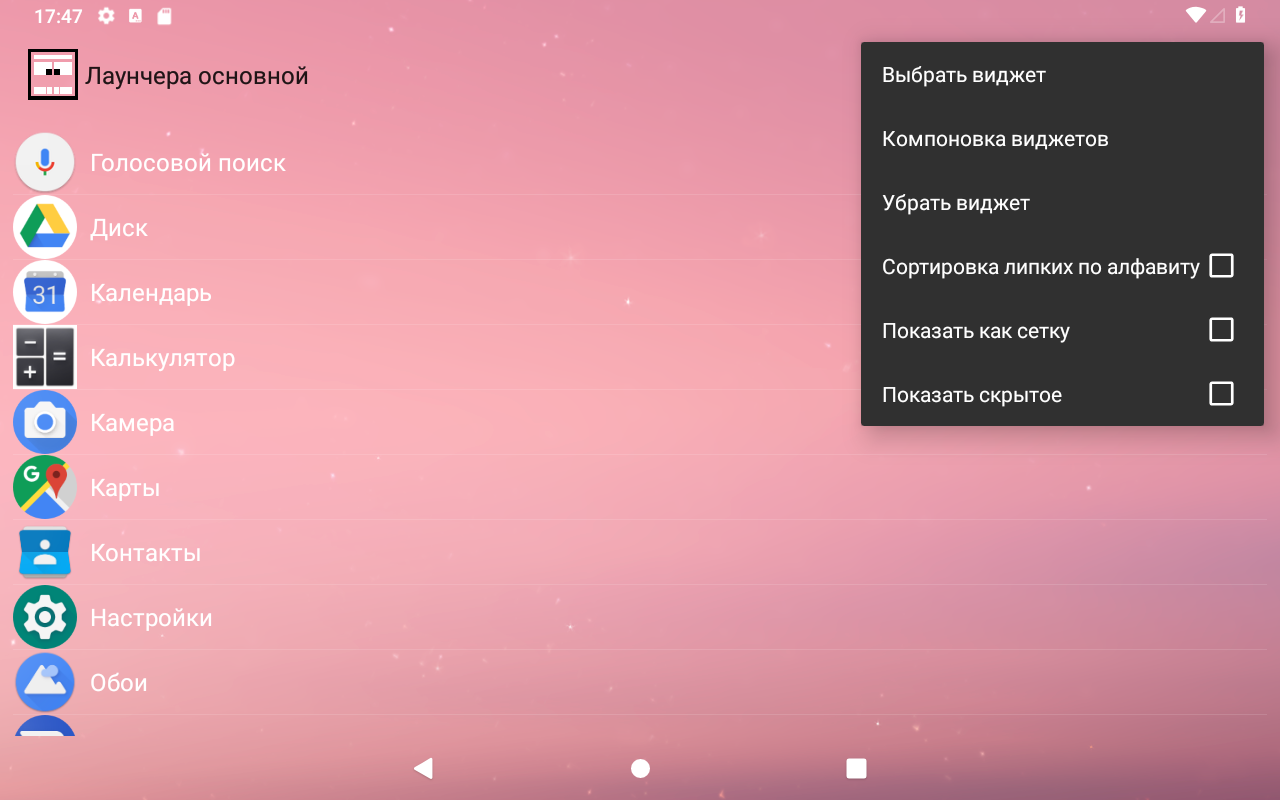 17:47
Лаунчера основной
Выбрать виджет
Компоновка виджетов
Убрать виджет
Сортировка липких по алфавиту
Показать как сетку
Показать скрытое
Голосовой поиск
Диск
31
Календарь
Калькулятор
Камера
G
Карты
Контакты
Настройки
Обои